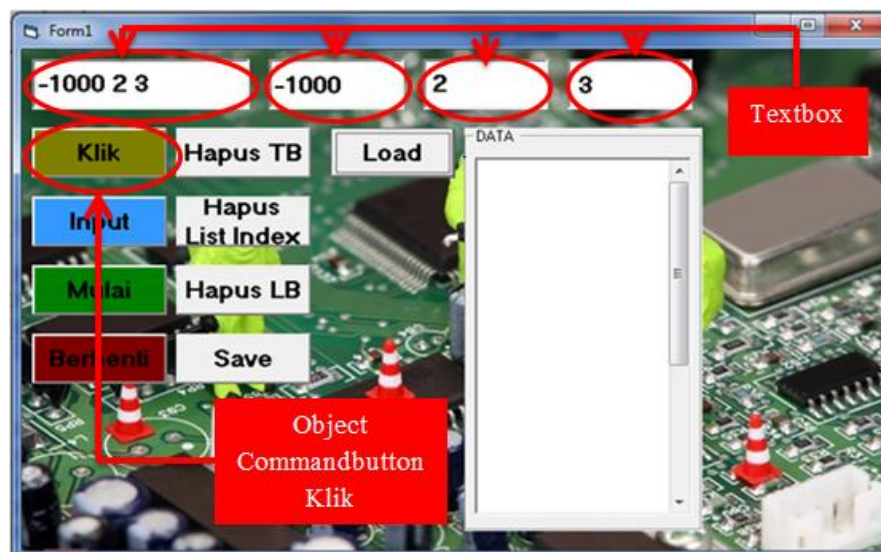 Form1
-1000 2 3
-1000
2
3
Textbox
Klik
Hapus TB
Load
DATA
Input
Hapus
List Index
Mulai
Hapus LB
Berhenti
Save
Object
Commandbutton
Klik